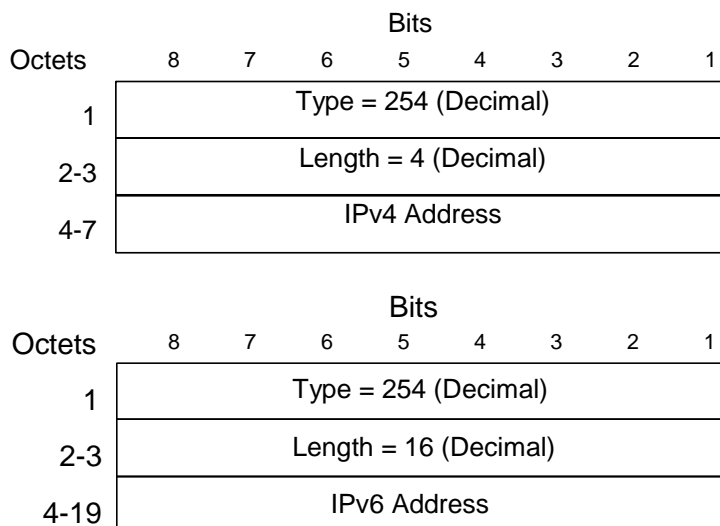 Bits
Octets 8 7 6 5 4 3 2 1
1 Type = 254 (Decimal)
2-3 Length = 4 (Decimal)
4-7 IPv4 Address
Bits
Octets 8 7 6 5 4 3 2 1
1 Type = 254 (Decimal)
2-3 Length = 16 (Decimal)
4-19 IPv6 Address